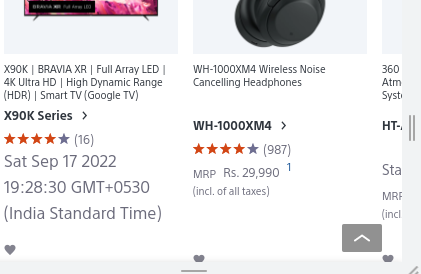 BRAVIA XR Full Array LED
X90K | BRAVIA XR | Full Array LED |
4K Ultra HD | High Dynamic Range
(HDR) | Smart TV (Google TV)
X90K Series
(16)
Sat Sep 17 2022
19:28:30 GMT+0530
(India Standard Time)
WH-1000XM4 Wireless Noise
Cancelling Headphones
WH-1000XM4
(987)
MRP Rs. 29,990 1
(incl. of all taxes)
360
Atm
Syst
HT-
Sta
MRP
(incl